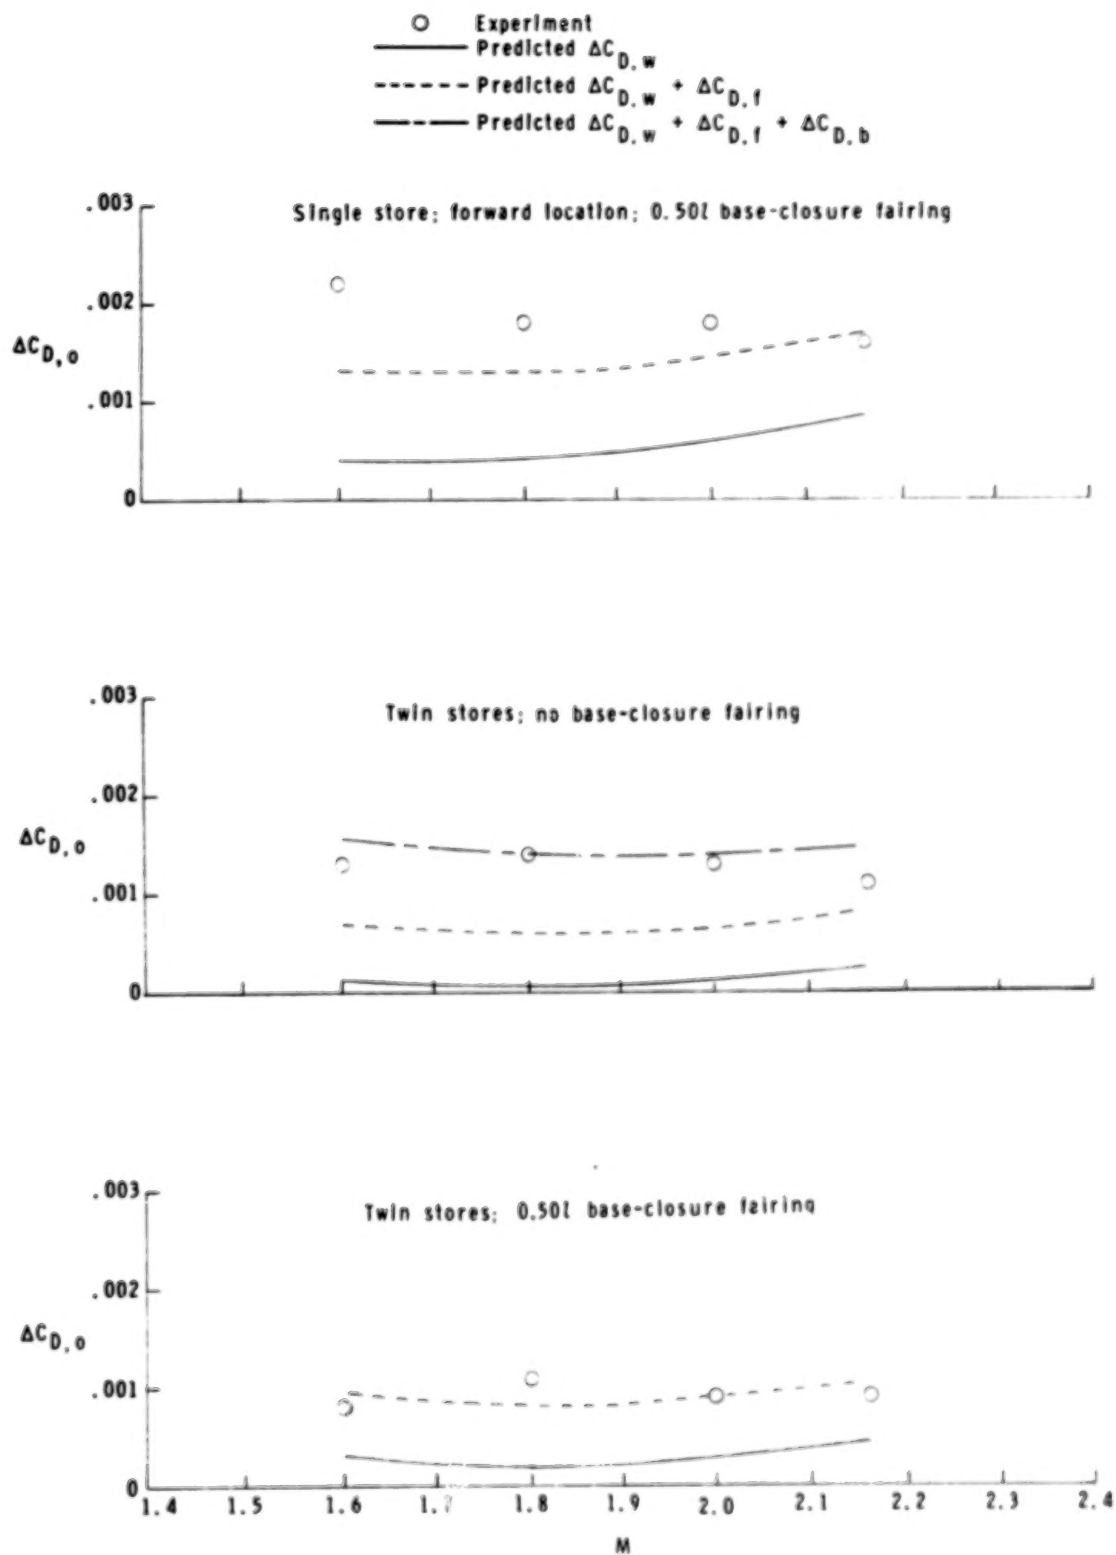 Experiment
Predicted ΔC_D,w
Predicted ΔC_D,w + ΔC_D,f
Predicted ΔC_D,w + ΔC_D,f + ΔC_D,b
Single store; forward location; 0.50l base-closure fairing
.003
.002
ΔC_D,o
.001
0
Twin stores; no base-closure fairing
.003
.002
ΔC_D,o
.001
0
Twin stores; 0.50l base-closure fairing
.003
.002
ΔC_D,o
.001
0
1.4 1.6 1.7 1.8 1.9 2.0 2.1 2.2 2.3 2.4
M